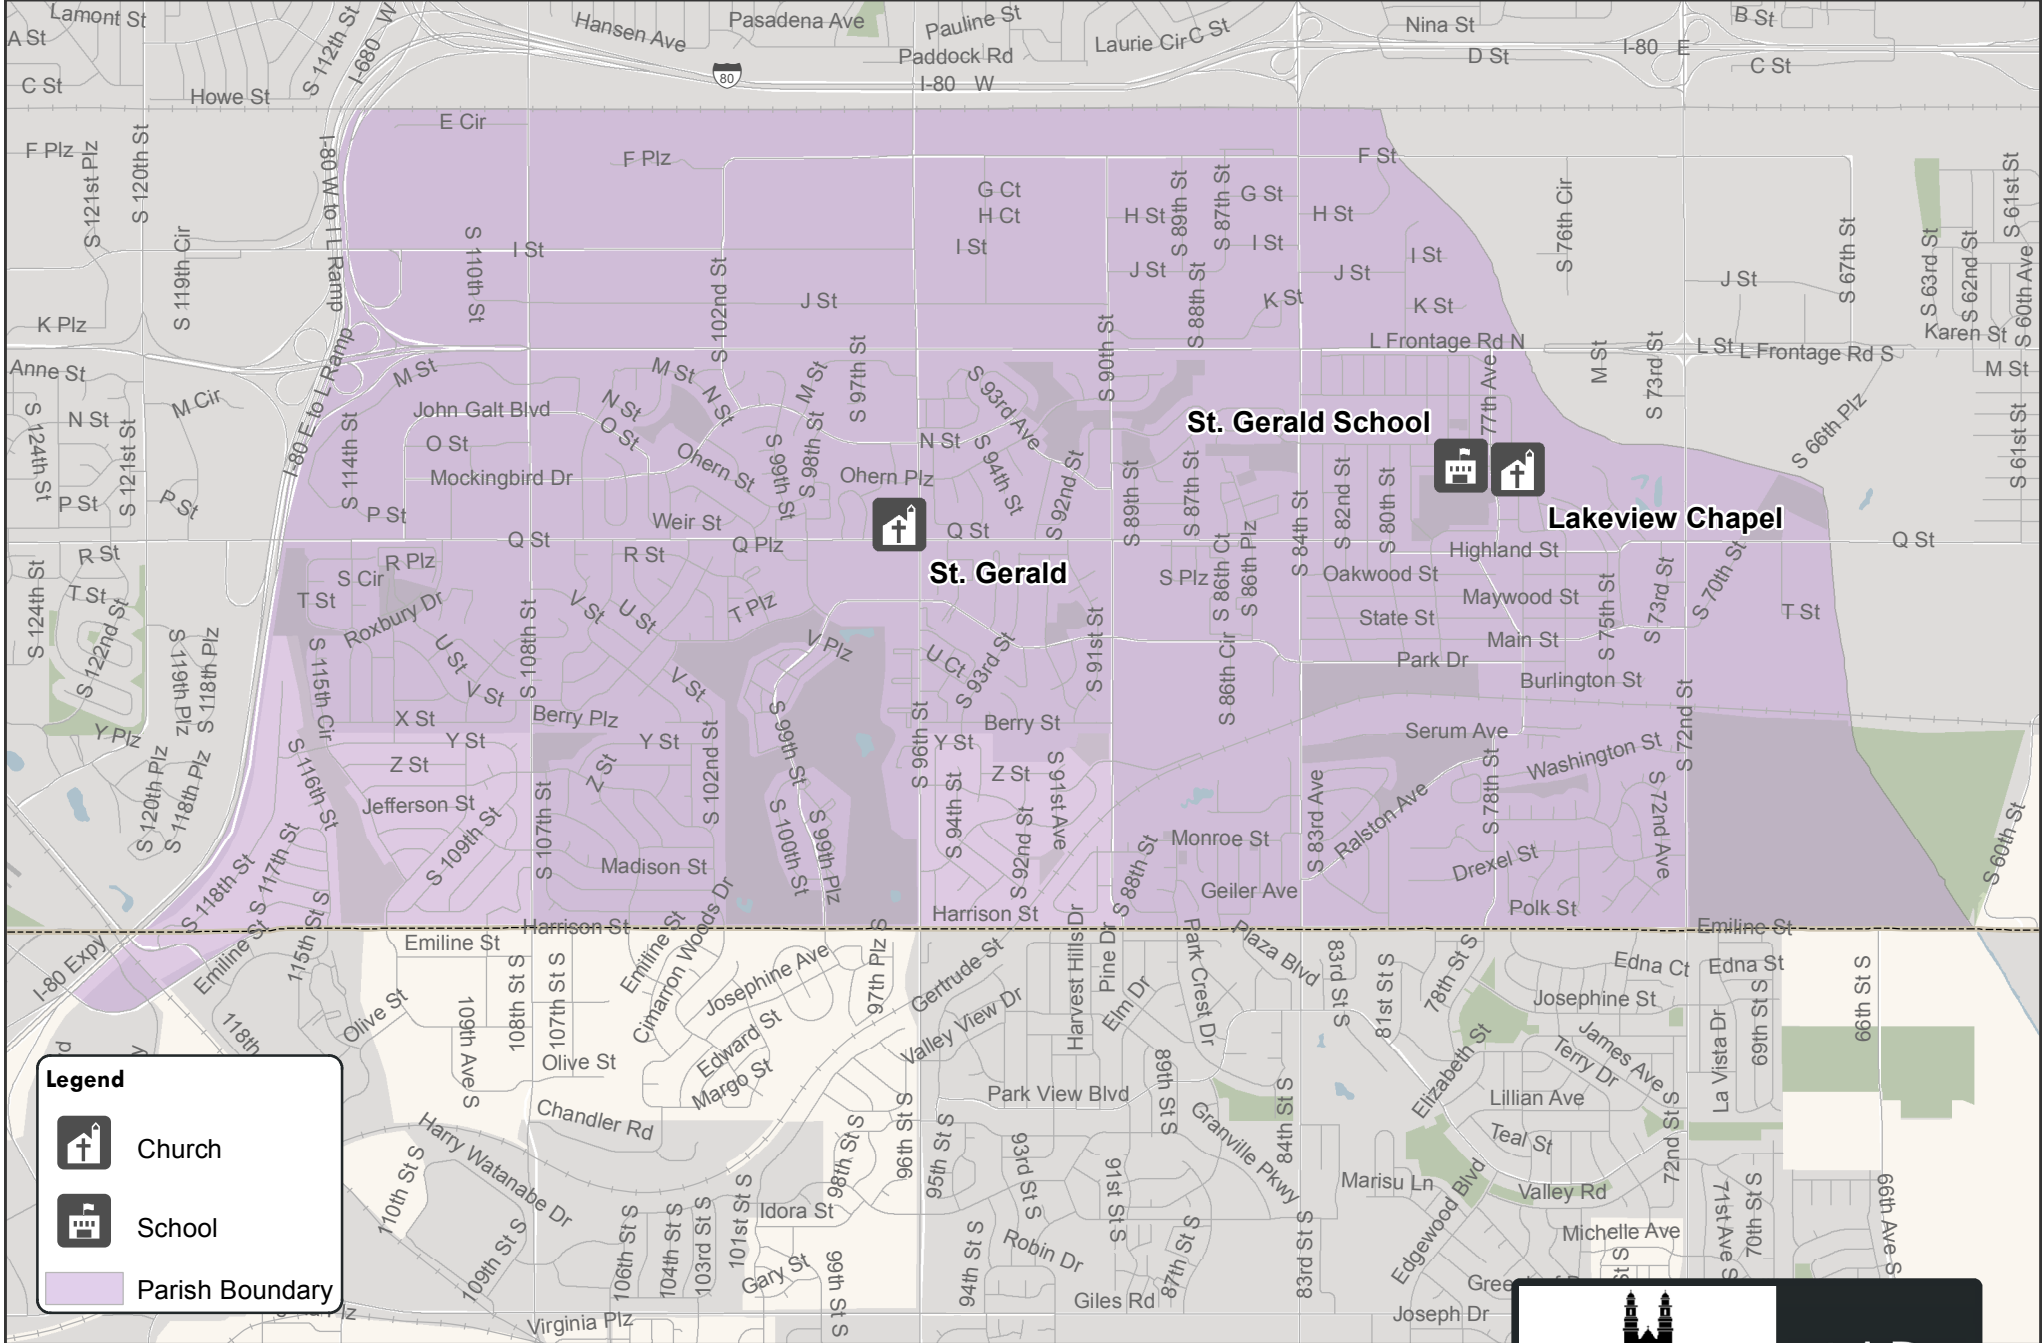 Lamont St
S 112th St
I-680 W
Hansen Ave
Pasadena Ave
Pauline St
Laurie Cir
C St
Nina St
B St
A St
Paddock Rd
I-80 E
D St
C St
80
I-80 W
C St
Howe St
E Cir
F Plz
S 121st Plz
S 120th St
I-80 W to I L Ramp
F Plz
F St
G Ct
H Ct
H St
S 89th St
S 87th St
G St
H St
S 76th Cir
S 67th St
S 61st St
S 63rd St
S 62nd St
S 60th Ave
S 119th Cir
S 110th St
I St
S 102nd St
I St
I St
I St
J St
S 88th St
J St
J St
J St
K St
K St
K Plz
I-80 E to L Ramp
S 97th St
S 90th St
L Frontage Rd N
77th Ave
M St
S 73rd St
L St
L Frontage Rd S
Karen St
M St
Anne St
M Cir
M St
M St
N St
M St
S 93rd Ave
S 124th St
N St
S 121st St
John Galt Blvd
N St
O St
O St
S 114th St
Mockingbird Dr
Ohern St
S 99th St
S 98th St
Ohern Plz
N St
S 94th St
S 92nd St
S 89th St
S 87th St
St. Gerald School
S 82nd St
S 80th St
S 84th St
S 66th Plz
S 61st St
P St
P St
P St
Weir St
Q St
Q Plz
Q St
Lakeview Chapel
Q St
R St
R Plz
R St
St. Gerald
S Plz
S 86th Ct
S 86th Plz
Highland St
Oakwood St
S 124th St
T St
S 122nd St
S Cir
T St
Roxbury Dr
V St
U St
T Plz
V Plz
Maywood St
State St
Main St
S 75th St
S 73rd St
S 70th St
T St
S 116th Plz
S 118th Plz
S 115th Cir
U St
V St
S 108th St
V St
U Ct
S 93rd St
S 91st St
S 86th Cir
Park Dr
Burlington St
S 72nd St
Y Plz
X St
Berry Plz
Berry St
Serum Ave
Washington St
S 120th Plz
S 118th Plz
S 116th St
Y St
Z St
Y St
Z St
S 102nd St
S 99th St
S 96th St
Y St
Z St
S 91st Ave
Jefferson St
S 109th St
S 107th St
S 100th St
S 99th Plz
S 94th St
S 92nd St
Monroe St
S 83rd Ave
Ralston Ave
S 78th St
Drexel St
S 72nd Ave
S 60th St
S 118th St
S 117th St
Madison St
S 88th St
Geiler Ave
Polk St
115th St S
Emiline St
Emiline St
Harrison St
Emiline St
Cimarron Woods Dr
Harrison St
Emiline St
I-80 Expy
Josephine Ave
97th Plz S
Gertrude St
Harvest Hills Dr
Pine Dr
Park Crest Dr
Plaza Blvd
83rd St S
81st St S
78th St S
Edna Ct
Edna St
66th St S
Olive St
118th
109th Ave S
108th St S
107th St S
Olive St
Edward St
Margo St
Valley View Dr
Elm Dr
Josephine St
James Ave
Terry Dr
La Vista Dr
69th St S
Park View Blvd
89th St S
Elizabeth St
Lillian Ave
Teal St
Chandler Rd
Harry Watanabe Dr
110th St S
98th St S
96th St S
95th St S
93rd St S
91st St S
Granville Pkwy
84th St S
Marisu Ln
Edgewood Blvd
Valley Rd
72nd St S
71st Ave S
70th St S
66th Ave S
109th St S
106th St S
104th St S
103rd St S
101st St S
Idora St
Gary St
99th St S
94th St S
Robin Dr
87th St S
83rd St S
Michelle Ave
Giles Rd
Joseph Dr
Virginia Plz
Legend
Church
School
Parish Boundary